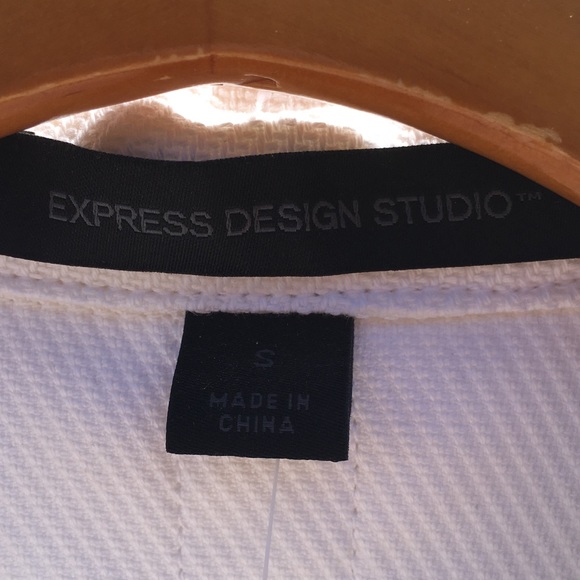 EXPRESS DESIGN STUDIO™
S
MADE IN
CHINA